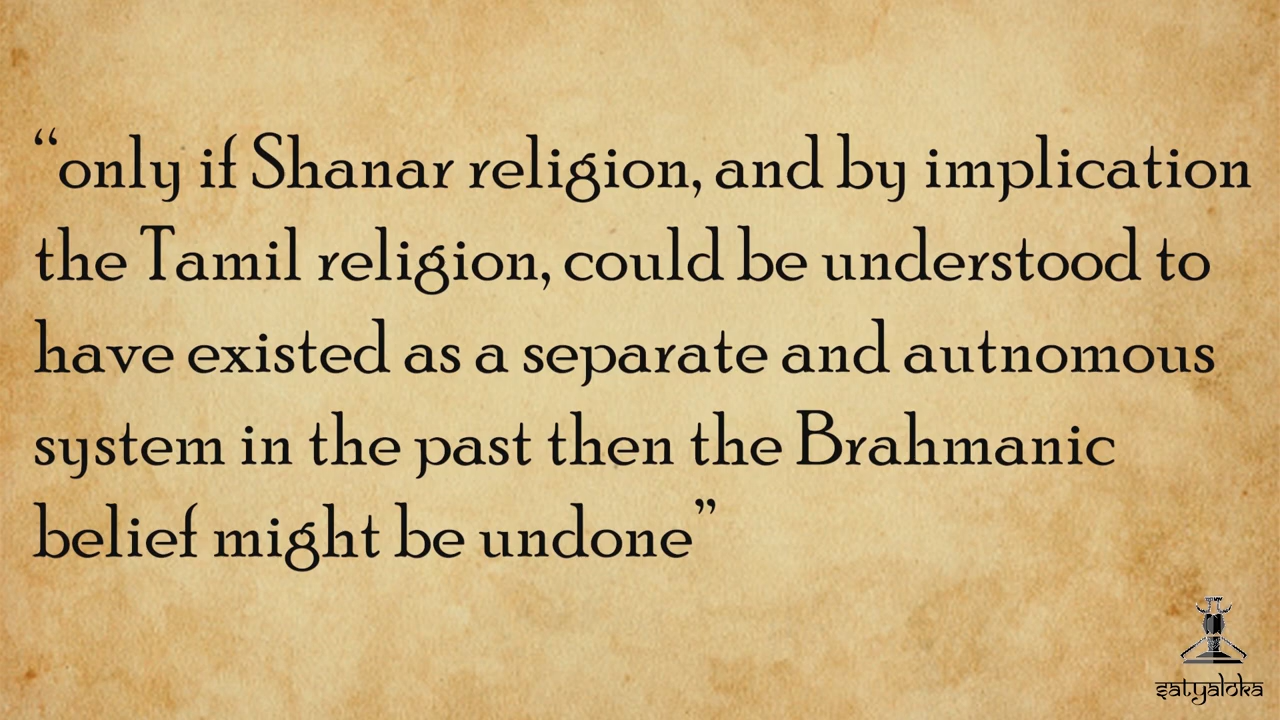 “only if Shanar religion, and by implication
the Tamil religion, could be understood to
have existed as a separate and autnomous
system in the past then the Brahmanic
belief might be undone”
satyaloka